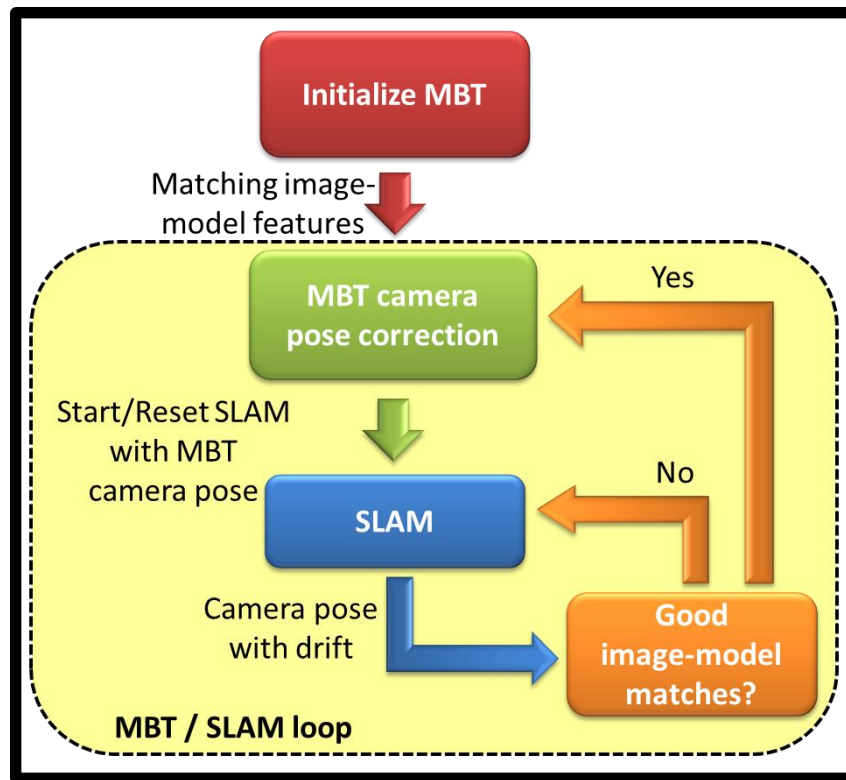 Initialize MBT
Matching image-
model features
MBT camera
pose correction
Yes
Start/Reset SLAM
with MBT
camera pose
No
SLAM
Camera pose
with drift
Good
image-model
matches?
MBT / SLAM loop